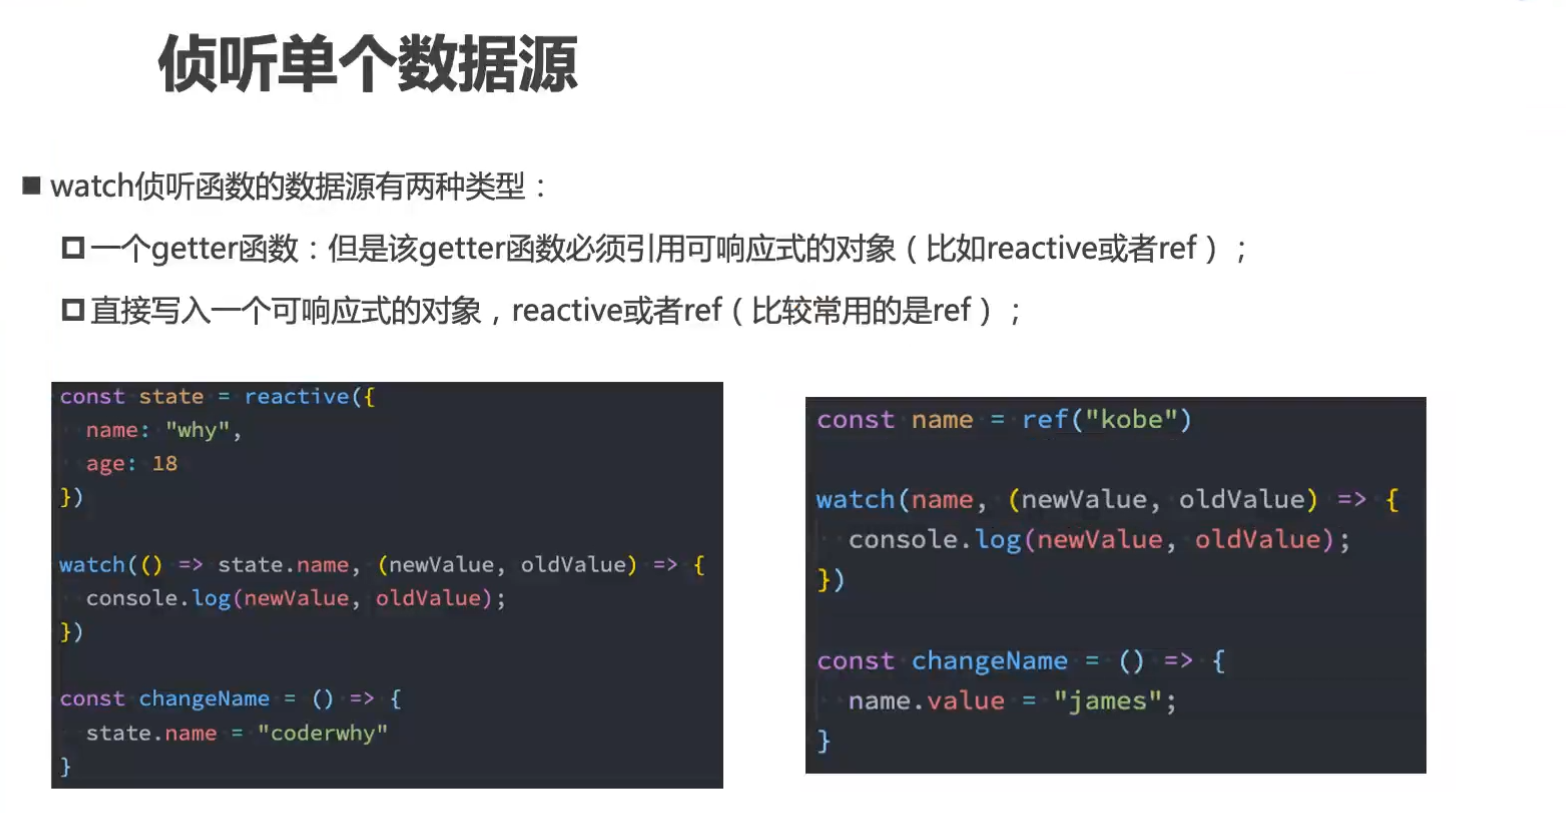 侦听单个数据源
watch侦听函数的数据源有两种类型：
一个getter函数：但是该getter函数必须引用可响应式的对象（比如reactive或者ref）；
直接写入一个可响应式的对象，reactive或者ref（比较常用的是ref）；
const state = reactive({
  name: "why",
  age: 18
})

watch(() => state.name, (newValue, oldValue) => {
  console.log(newValue, oldValue);
})

const changeName = () => {
  state.name = "coderwhy"
}
const name = ref("kobe")

watch(name, (newValue, oldValue) => {
  console.log(newValue, oldValue);
})

const changeName = () => {
  name.value = "james";
}